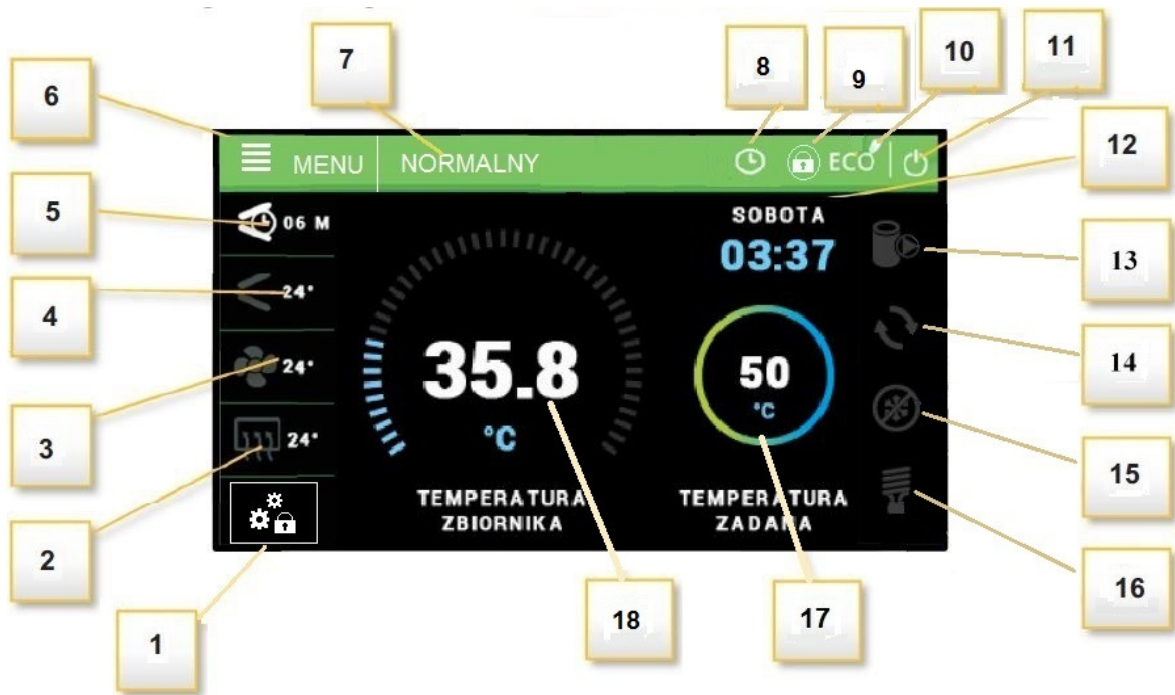 7
8
9
10
11
6
12
MENU
NORMALNY
ECO
5
06 M
SOBOTA
03:37
13
4
24°
3
24°
35.8
°C
50
°C
14
2
24°
15
TEMPERATURA
ZBIORNIKA
TEMPERATURA
ZADANA
16
1
18
17